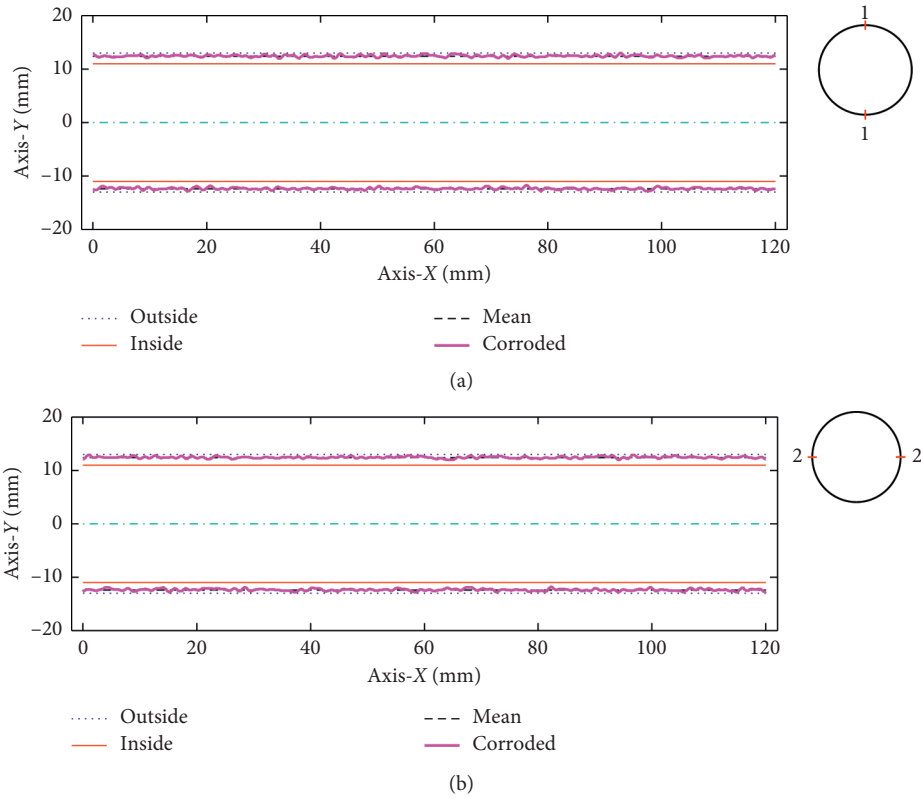 20
10
0
−10
−20
Axis-Y (mm)
0 20 40 60 80 100 120
Axis-X (mm)
1
1
Outside Mean
Inside Corroded
(a)
20
10
0
−10
−20
Axis-Y (mm)
0 20 40 60 80 100 120
Axis-X (mm)
2 2
Outside Mean
Inside Corroded
(b)